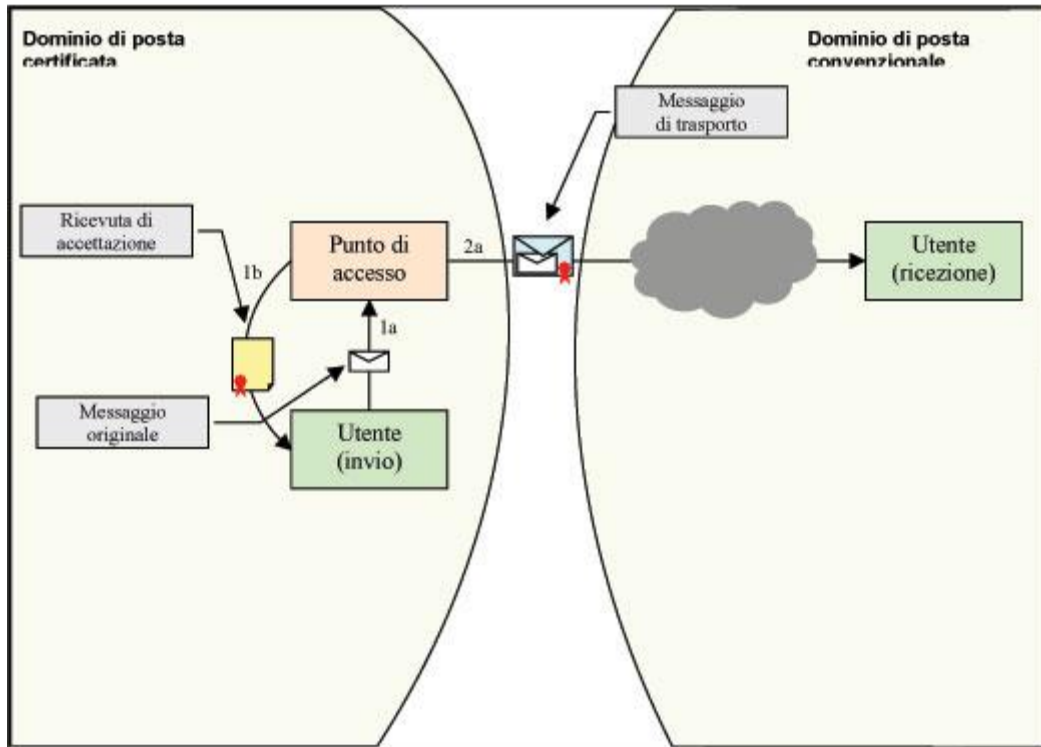 Dominio di posta
certificata
Dominio di posta
convenzionale
Messaggio
di trasporto
Ricevuta di
accettazione
1b
Punto di
accesso
2a
Utente
(ricezione)
1a
Messaggio
originale
Utente
(invio)